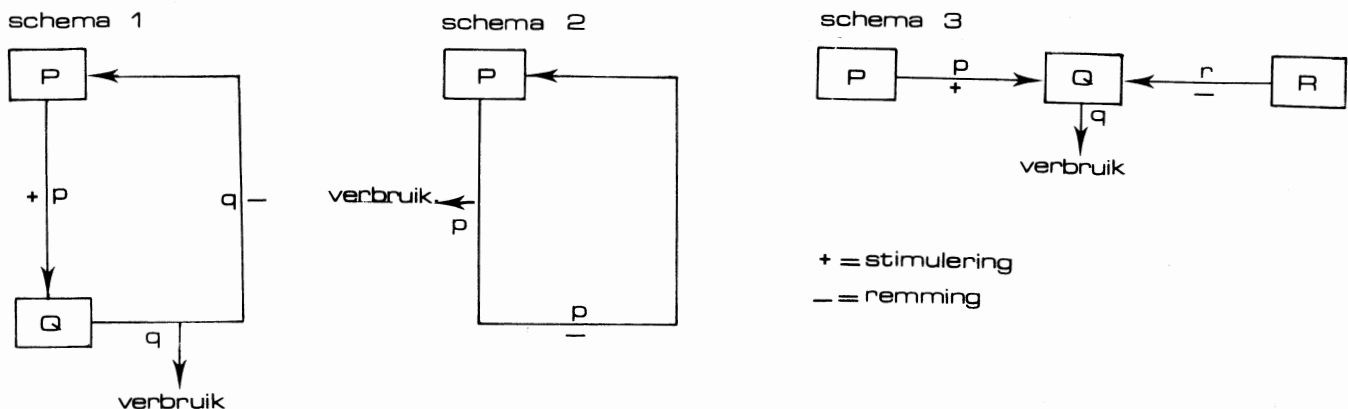 schema 1
P
+ p
q –
Q
q
verbruik
schema 2
P
verbruik
p
p
–
schema 3
P
p
+
Q
r
–
R
q
verbruik
+ = stimulering
– = remming